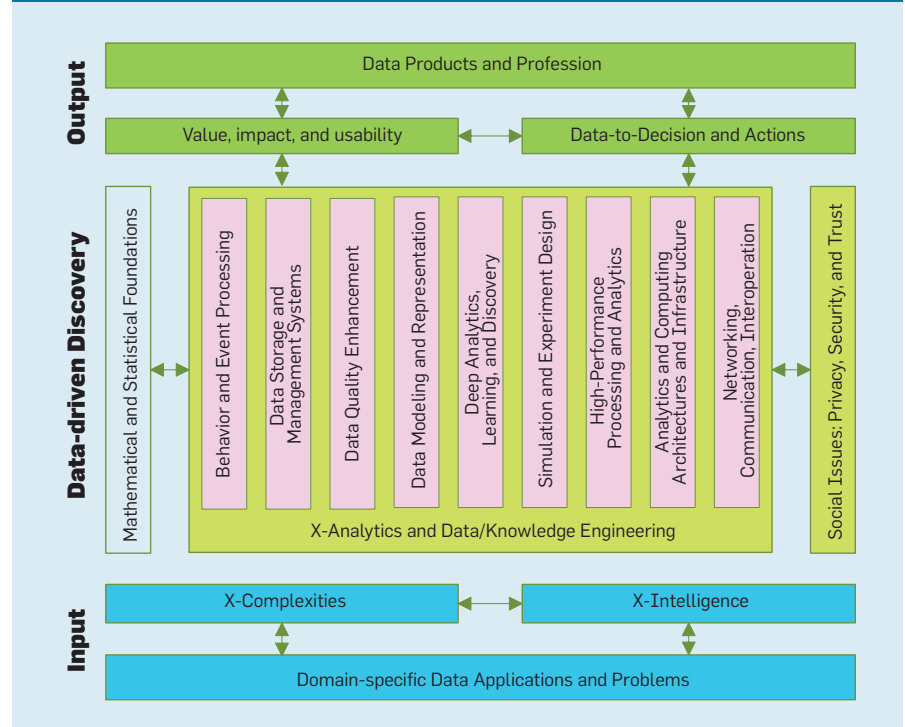 Output
Data Products and Profession
Value, impact, and usability
Data-to-Decision and Actions
Data-driven Discovery
Mathematical and Statistical Foundations
Behavior and Event Processing
Data Storage and
Management Systems
Data Quality Enhancement
Data Modeling and Representation
Deep Analytics,
Learning, and Discovery
Simulation and Experiment Design
High-Performance
Processing and Analytics
Analytics and Computing
Architectures and Infrastructure
Networking,
Communication, Interoperation
X-Analytics and Data/Knowledge Engineering
Social Issues: Privacy, Security, and Trust
Input
X-Complexities
X-Intelligence
Domain-specific Data Applications and Problems